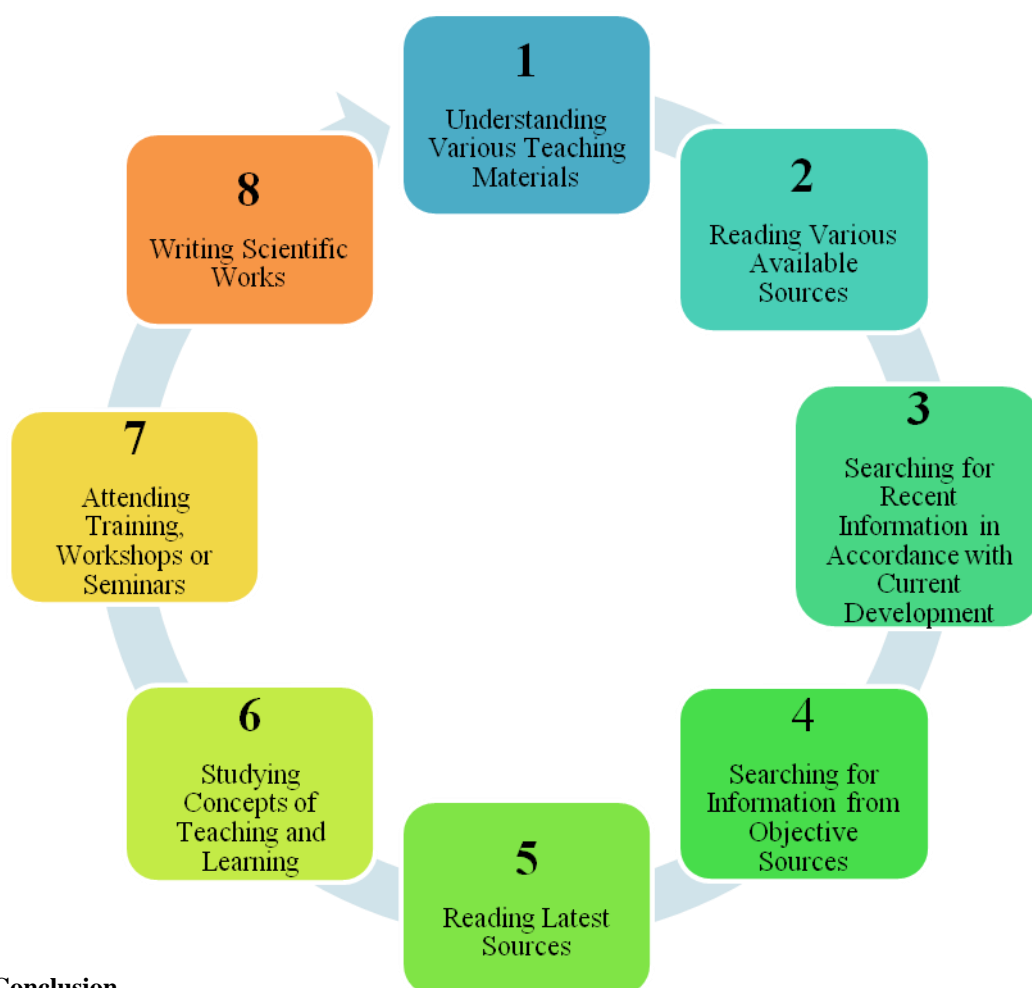 1
Understanding
Various Teaching
Materials
2
Reading Various
Available
Sources
3
Searching for
Recent
Information in
Accordance with
Current
Development
4
Searching for
Information from
Objective
Sources
5
Reading Latest
Sources
6
Studying
Concepts of
Teaching and
Learning
7
Attending
Training,
Workshops or
Seminars
8
Writing Scientific
Works
Conclusion